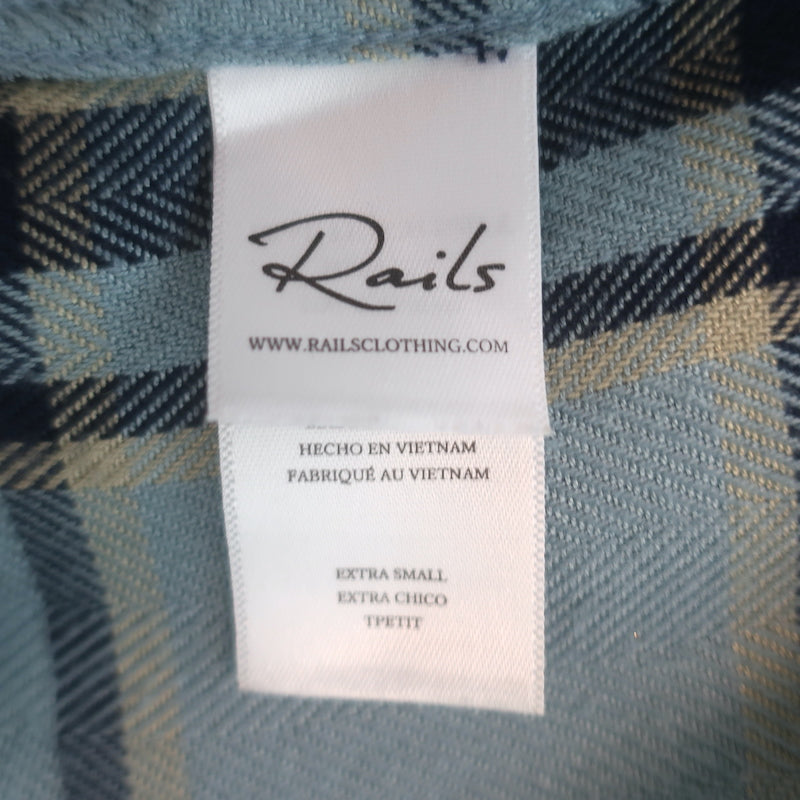 Rails
WWW.RAILSCLOTHING.COM
HECHO EN VIETNAM
FABRIQUÉ AU VIETNAM
EXTRA SMALL
EXTRA CHICO
TPETIT